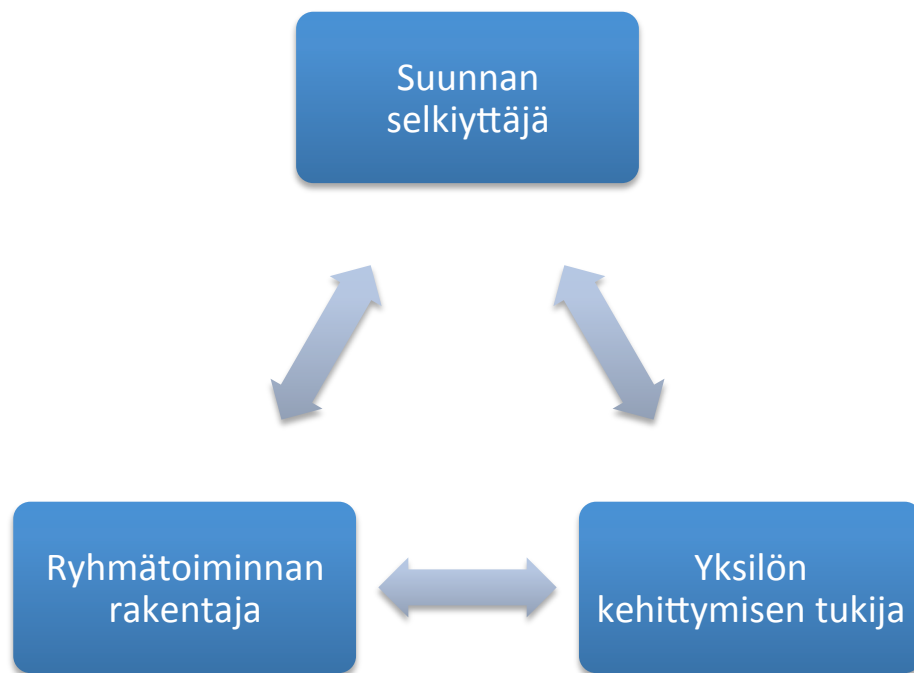 Suunnan
selkiyttäjä
Ryhmätoiminnan
rakentaja
Yksilön
kehittymisen tukija